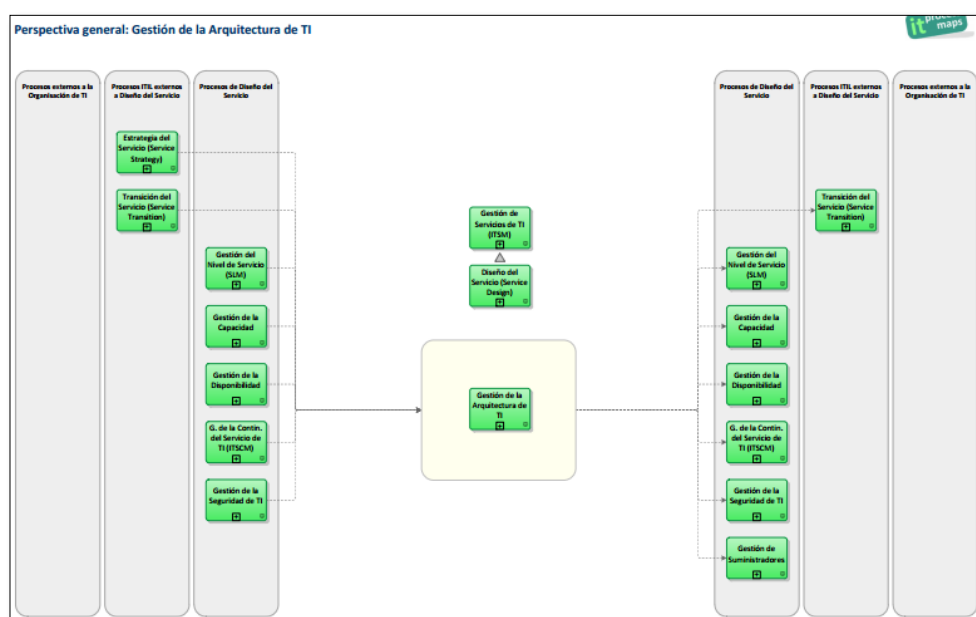 Perspectiva general: Gestión de la Arquitectura de TI
it process
maps
Procesos externos a la
Organisación de TI
Procesos ITIL externos
a Diseño del Servicio
Procesos de Diseño del
Servicio
Procesos de Diseño del
Servicio
Procesos ITIL externos
a Diseño del Servicio
Procesos externos a la
Organisación de TI
Estrategia del
Servicio (Service
Strategy)
Transición del
Servicio (Service
Transition)
Gestión del
Nivel de Servicio
(SLM)
Gestión de la
Capacidad
Gestión de la
Disponibilidad
G. de la Contin.
del Servicio de
TI (ITSCM)
Gestión de la
Seguridad de TI
Gestión de
Servicios de TI
(ITSM)
Diseño del
Servicio (Service
Design)
Gestión de la
Arquitectura de
TI
Transición del
Servicio (Service
Transition)
Gestión del
Nivel de Servicio
(SLM)
Gestión de la
Capacidad
Gestión de la
Disponibilidad
G. de la Contin.
del Servicio de
TI (ITSCM)
Gestión de la
Seguridad de TI
Gestión de
Suministradores